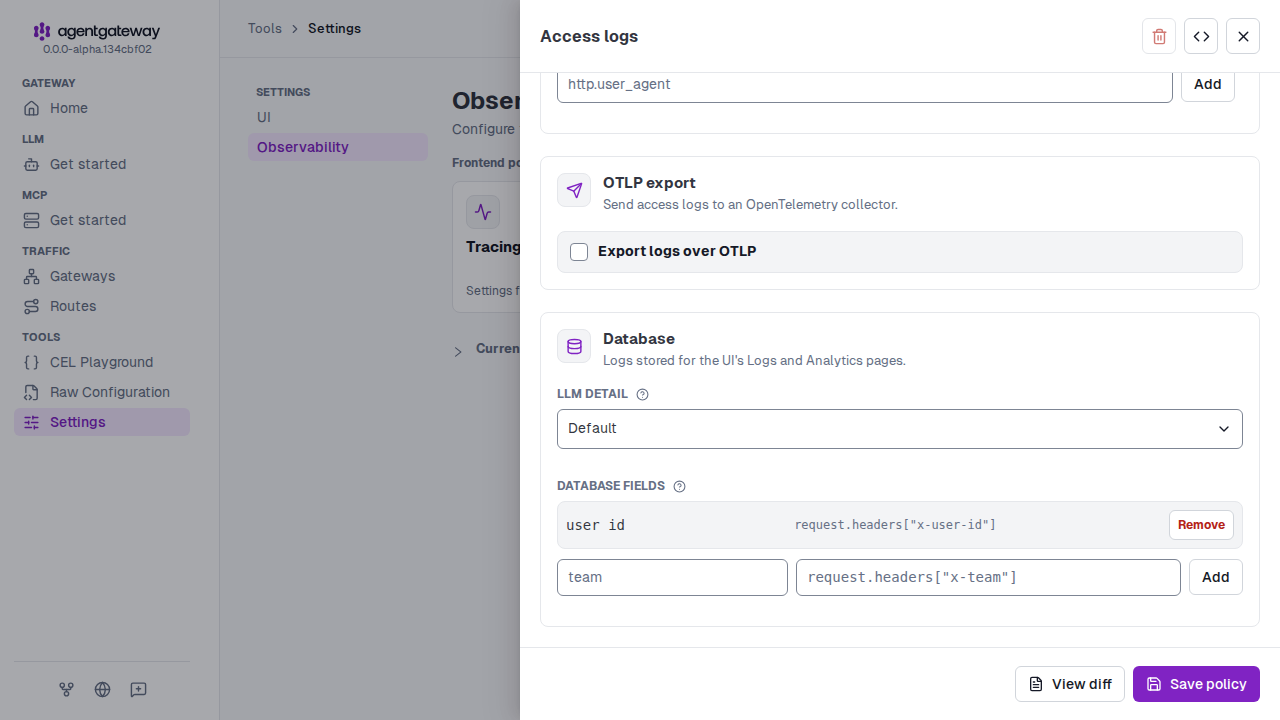 agentgateway
0.0.0-alpha.134cbf02
GATEWAY
Home
LLM
Get started
MCP
Get started
TRAFFIC
Gateways
Routes
TOOLS
CEL Playground
Raw Configuration
Settings
Tools > Settings
SETTINGS
UI
Observability
Obser
Configure
Frontend po
Tracing
Settings f
Curren
Access logs
http.user_agent
Add
OTLP export
Send access logs to an OpenTelemetry collector.
Export logs over OTLP
Database
Logs stored for the UI's Logs and Analytics pages.
LLM DETAIL
Default
DATABASE FIELDS
user id request.headers["x-user-id"] Remove
team request.headers["x-team"] Add
View diff Save policy